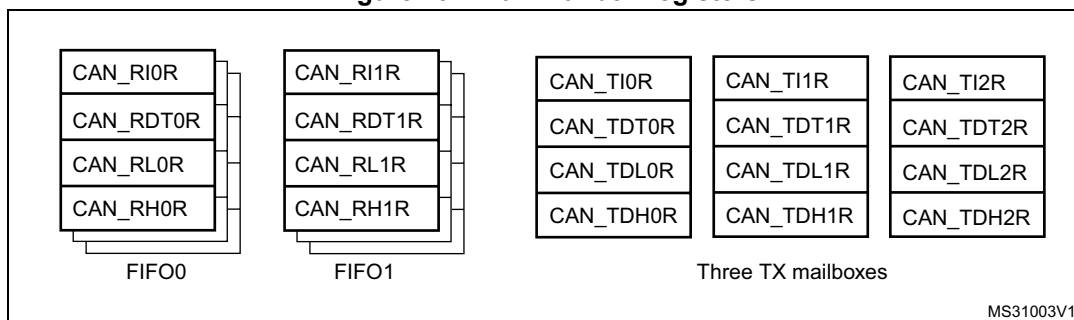 CAN_RI0R
CAN_RDT0R
CAN_RL0R
CAN_RH0R
FIFO0
CAN_RI1R
CAN_RDT1R
CAN_RL1R
CAN_RH1R
FIFO1
CAN_TI0R
CAN_TDT0R
CAN_TDL0R
CAN_TDH0R
CAN_TI1R
CAN_TDT1R
CAN_TDL1R
CAN_TDH1R
CAN_TI2R
CAN_TDT2R
CAN_TDL2R
CAN_TDH2R
Three TX mailboxes
MS31003V1